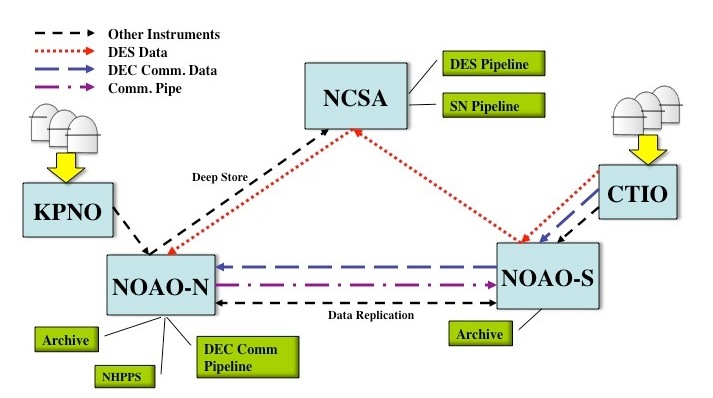 Other Instruments
DES Data
DEC Comm. Data
Comm. Pipe
NCSA
DES Pipeline
SN Pipeline
Deep Store
KPNO
CTIO
NOAO-N
NOAO-S
Data Replication
Archive
NHPPS
DEC Comm
Pipeline
Archive